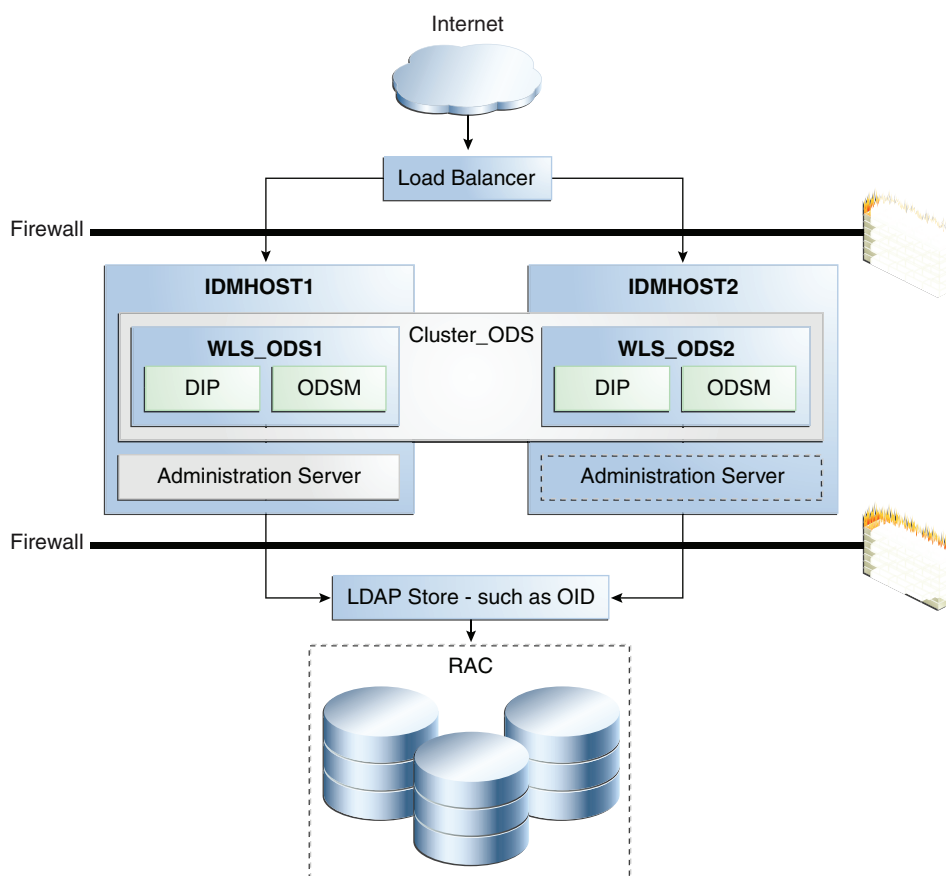 Internet
Load Balancer
Firewall
IDMHOST1
IDMHOST2
Cluster_ODS
WLS_ODS1
WLS_ODS2
DIP
ODSM
DIP
ODSM
Administration Server
Administration Server
Firewall
LDAP Store - such as OID
RAC